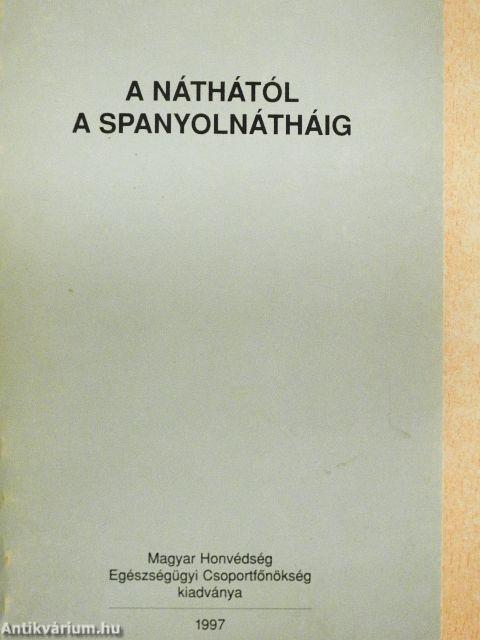 A NÁTHÁTÓL
A SPANYOLNÁTHÁIG
Magyar Honvédség
Egészségügyi Csoportfőnökség
kiadványa
1997
Antikvárium.hu